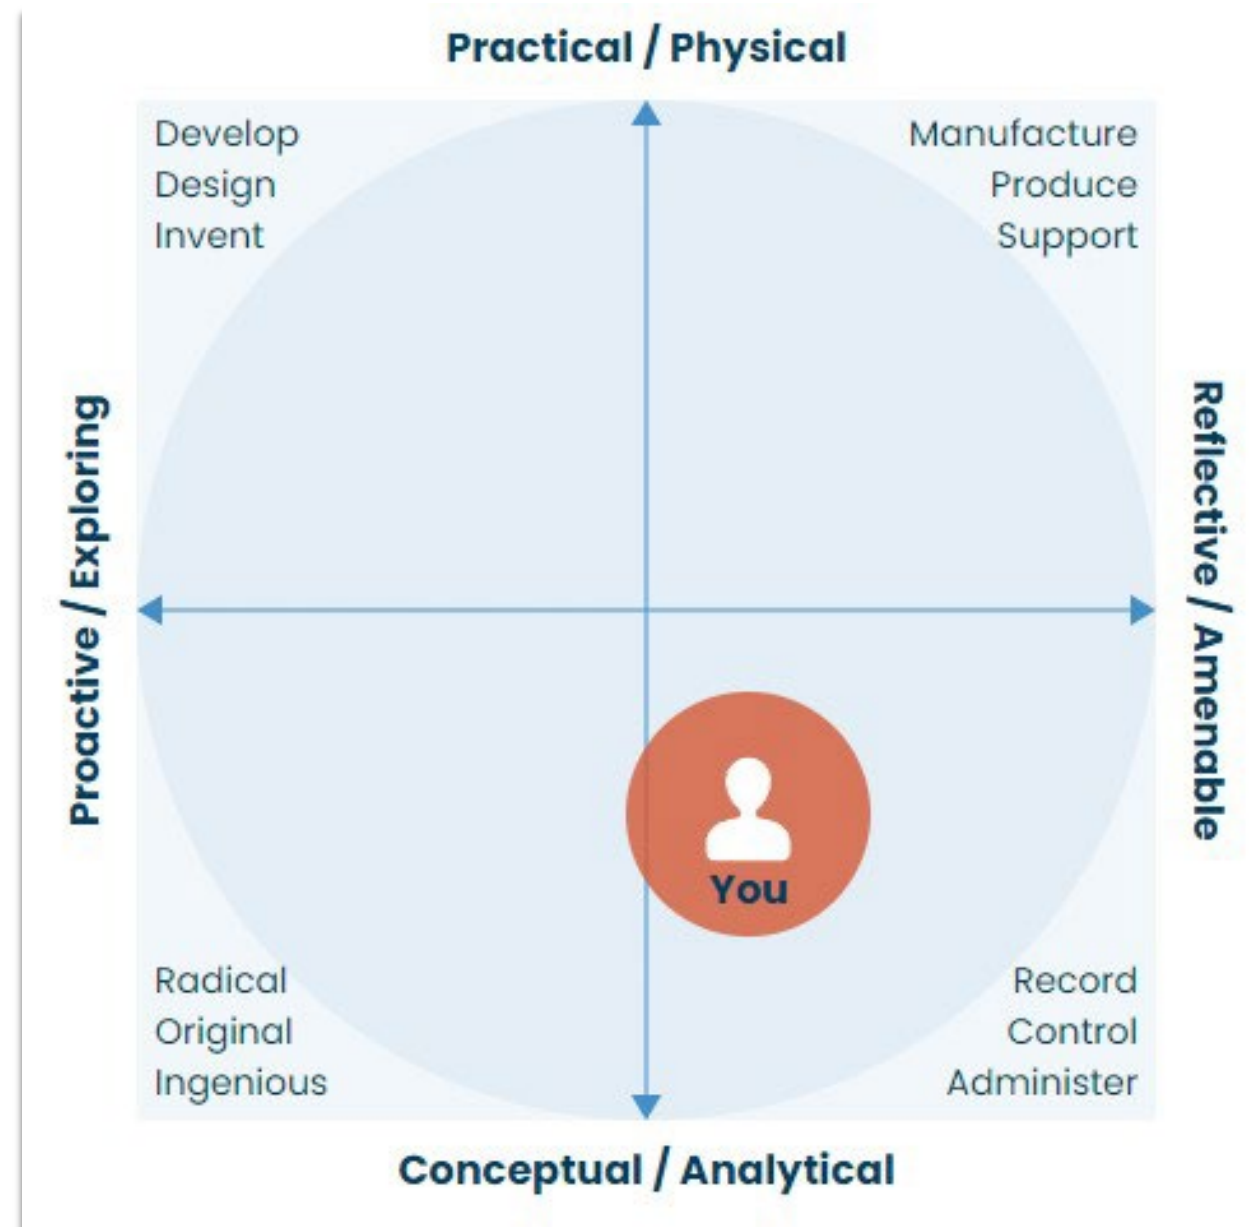 Practical / Physical
Develop
Design
Invent
Manufacture
Produce
Support
Proactive / Exploring
Reflective / Amenable
You
Radical
Original
Ingenious
Record
Control
Administer
Conceptual / Analytical